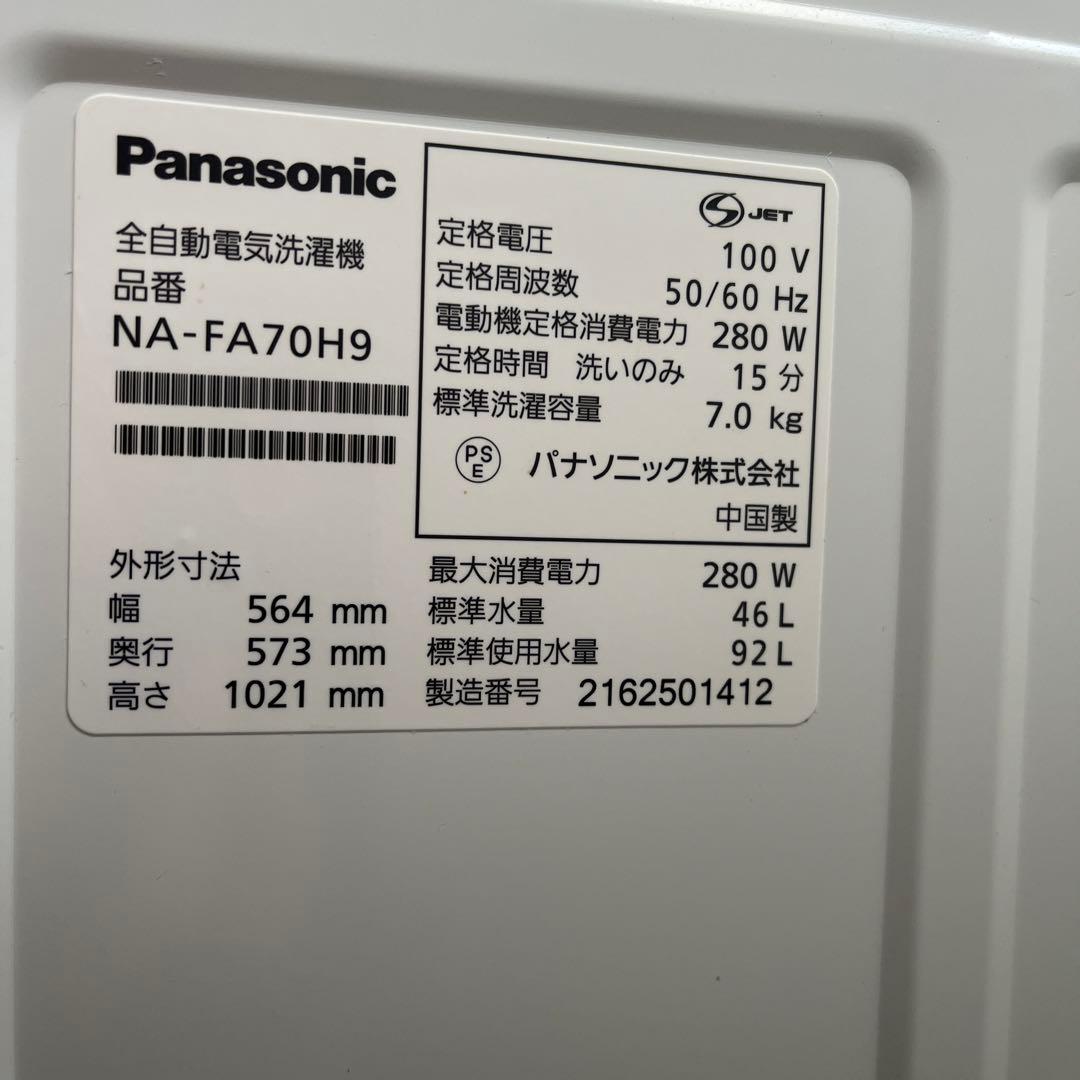 Panasonic
全自動電気洗濯機
品番
NA-FA70H9
S JET
定格電圧 100 V
定格周波数 50/60 Hz
電動機定格消費電力 280 W
定格時間 洗いのみ 15 分
標準洗濯容量 7.0 kg
PS
E
パナソニック株式会社
中国製
外形寸法
幅 564 mm
奥行 573 mm
高さ 1021 mm
最大消費電力 280 W
標準水量 46 L
標準使用水量 92 L
製造番号 2162501412